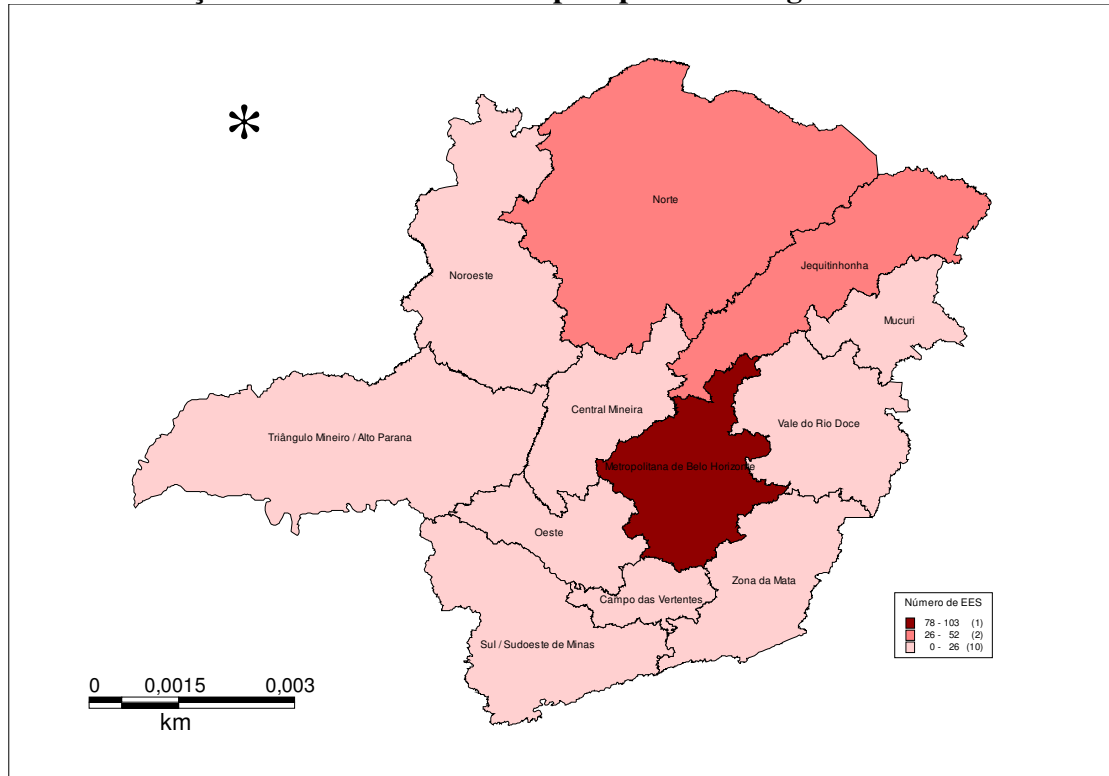 Norte
Jequitinhonha
Noroeste
Mucuri
Central Mineira
Vale do Rio Doce
Triângulo Mineiro / Alto Parana
Metropolitana de Belo Horizonte
Oeste
Zona da Mata
Campo das Vertentes
Sul / Sudoeste de Minas
Número de EES
78 - 103 (1)
26 - 52 (2)
0 - 26 (10)
0 0,0015 0,003
km